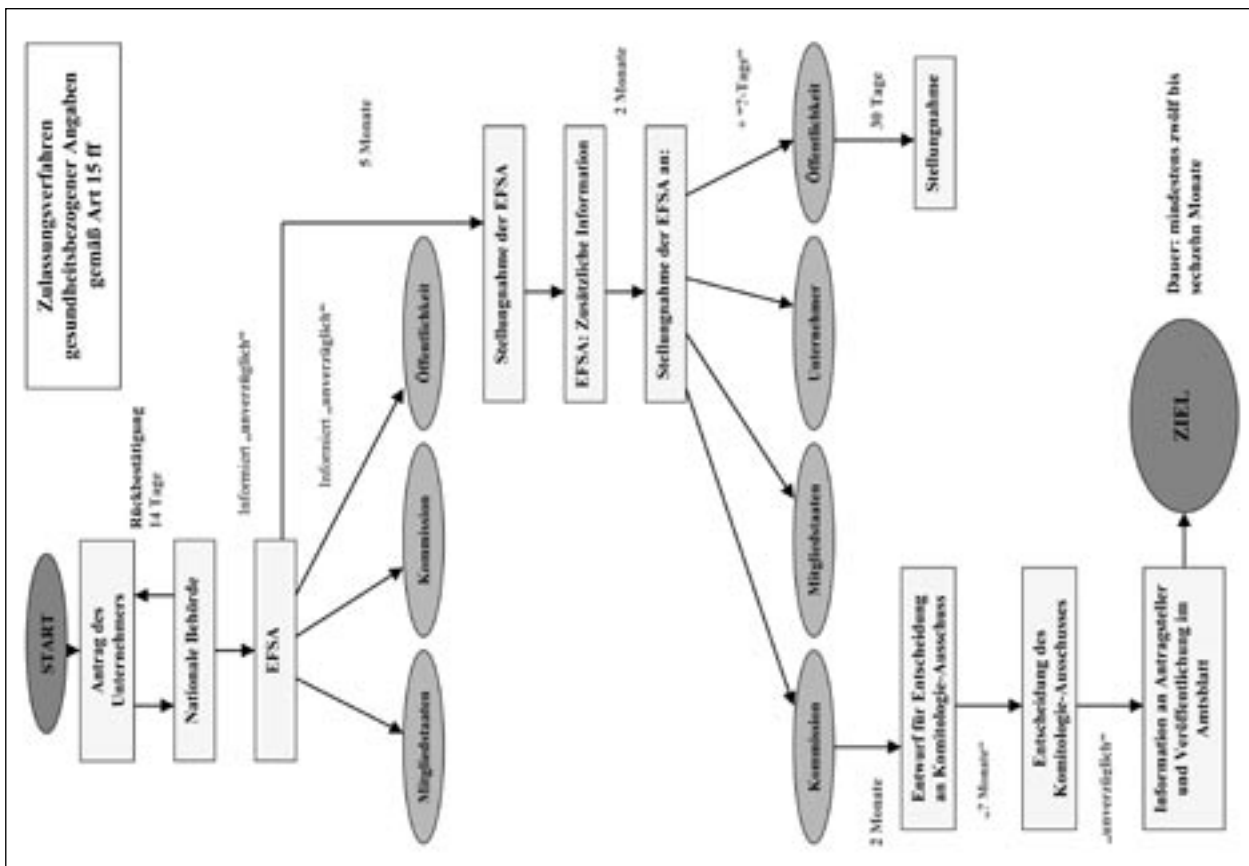 Zulassungsverfahren
gesundheitsbezogener Angaben
gemäß Art 15 ff
START
Antrag des
Unternehmers
Rückbestätigung
14 Tage
Nationale Behörde
Informiert „unverzüglich“
EFSA
Informiert „unverzüglich“
5 Monate
Mitgliedstaaten
Kommission
Öffentlichkeit
Stellungnahme der EFSA
EFSA: Zusätzliche Information
2 Monate
Stellungnahme der EFSA an:
+ "?-Tage"
Kommission
Mitgliedstaaten
Unternehmer
Öffentlichkeit
30 Tage
Stellungnahme
2 Monate
Entwurf für Entscheidung
an Komitologie-Ausschuss
„? Monate“
Entscheidung des
Komitologie-Ausschusses
„unverzüglich“
Information an Antragsteller
und Veröffentlichung im
Amtsblatt
ZIEL
Dauer: mindestens zwölf bis
sechzehn Monate